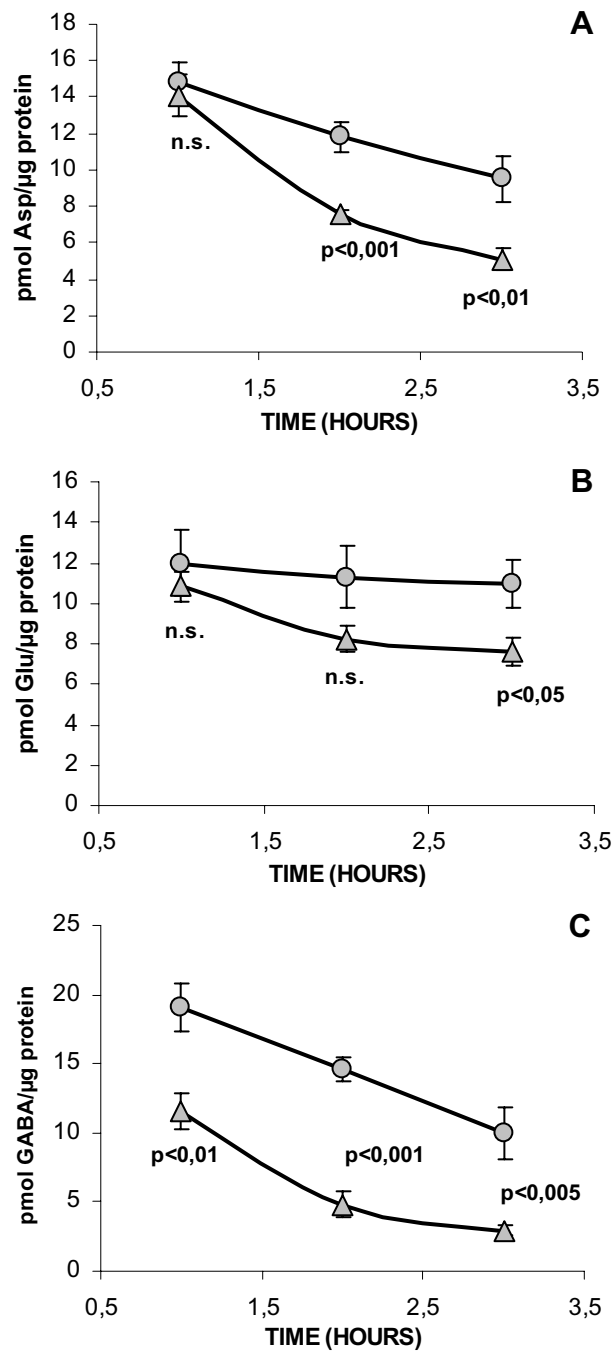 A
18
16
14
12
10
8
6
4
2
0
pmol Asp/µg protein
n.s.
p<0,001
p<0,01
0,5 1,5 2,5 3,5
TIME (HOURS)
B
16
14
12
10
8
6
4
2
0
pmol Glu/µg protein
n.s.
n.s.
p<0,05
0,5 1,5 2,5 3,5
TIME (HOURS)
C
25
20
15
10
5
0
pmol GABA/µg protein
p<0,01
p<0,001
p<0,005
0,5 1,5 2,5 3,5
TIME (HOURS)